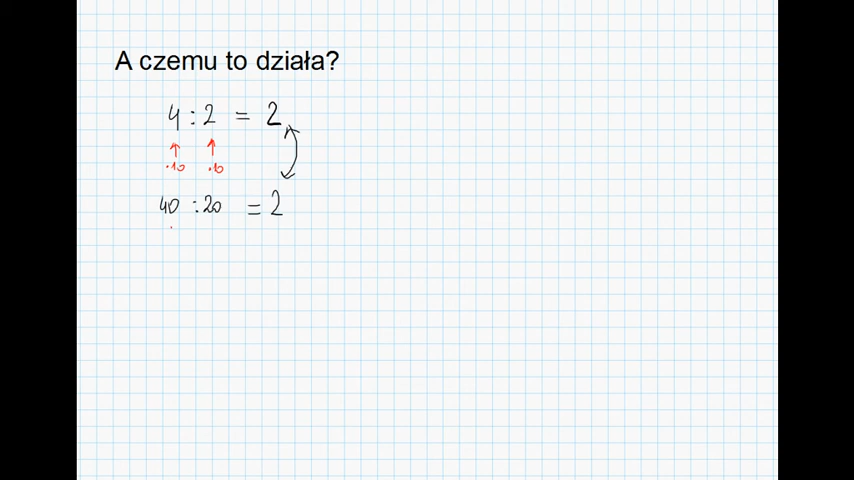 A czemu to działa?
4 : 2 = 2
·10 ·10
40 : 20 = 2